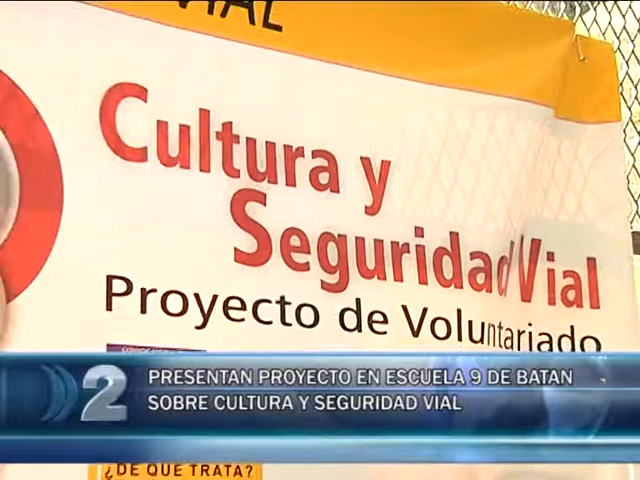 VIAL
Cultura y
Seguridad Vial
Proyecto de Voluntariado
2
PRESENTAN PROYECTO EN ESCUELA 9 DE BATAN
SOBRE CULTURA Y SEGURIDAD VIAL
¿DE QUE TRATA?